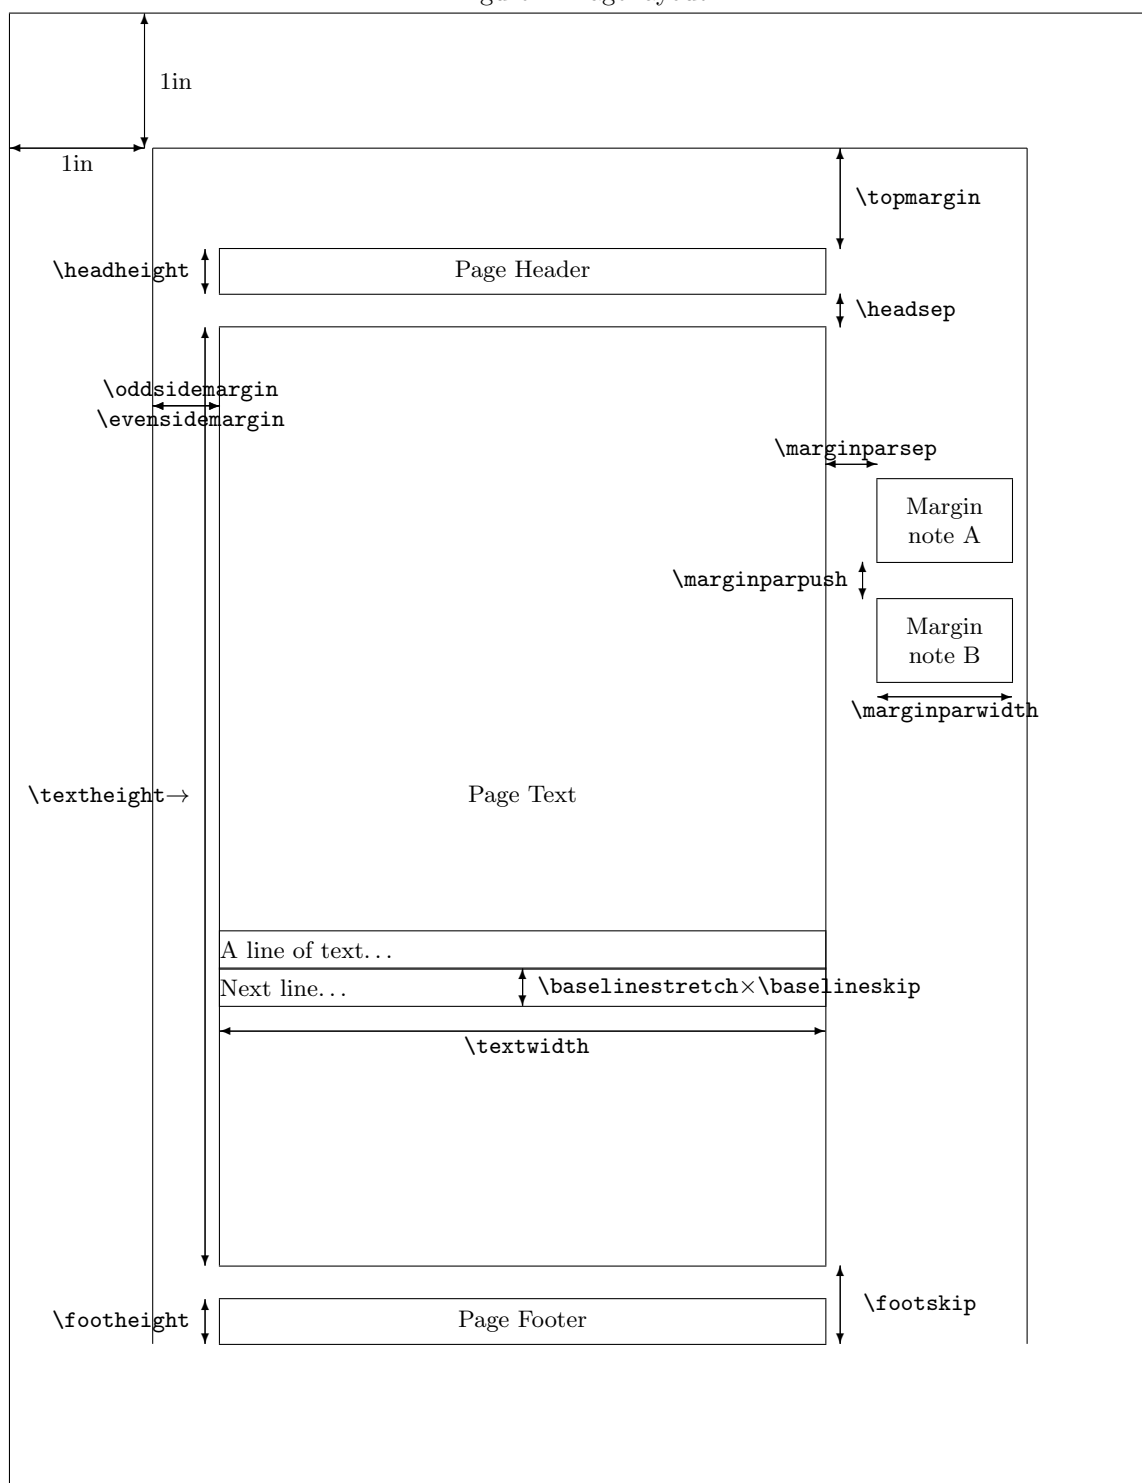 1in
1in
\topmargin
\headheight
Page Header
\headsep
\oddsidemargin
\evensidemargin
\marginparsep
Margin
note A
\marginparpush
Margin
note B
\marginparwidth
\textheight→
Page Text
A line of text...
Next line...
\baselinestretch×\baselineskip
\textwidth
\footskip
\footheight
Page Footer